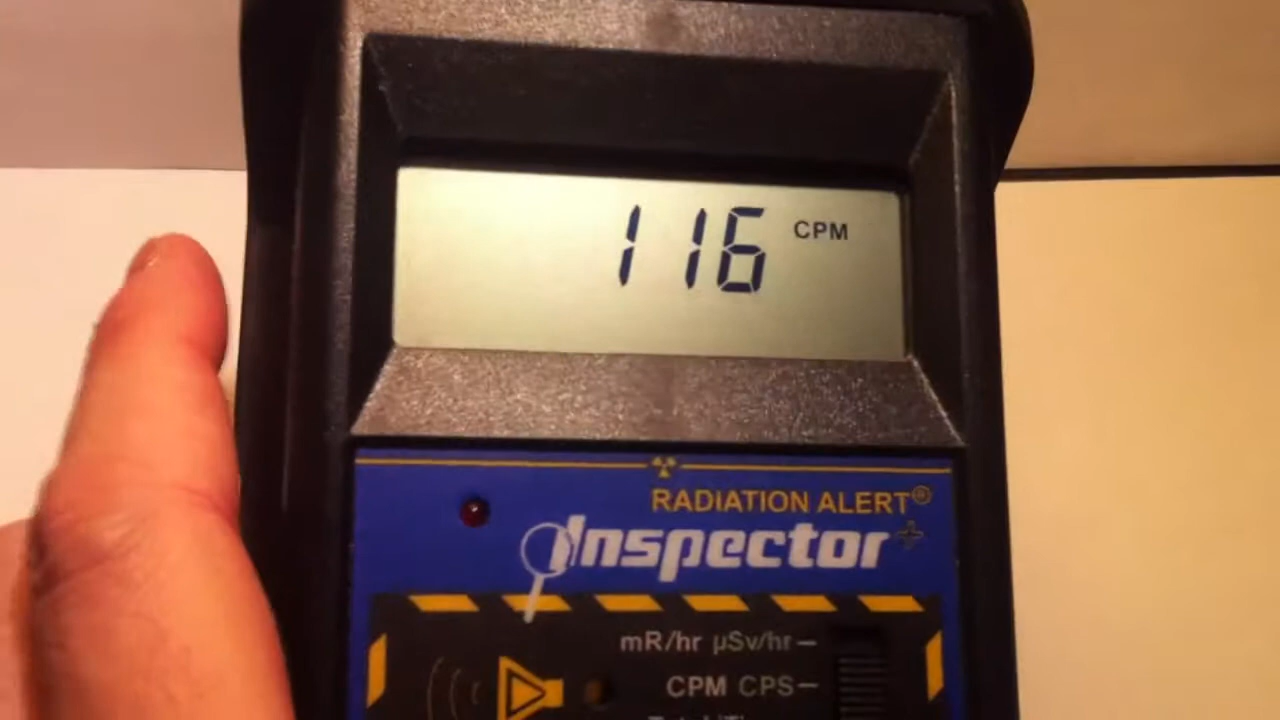 116 CPM
RADIATION ALERT®
Inspector+
mR/hr µSv/hr
CPM CPS